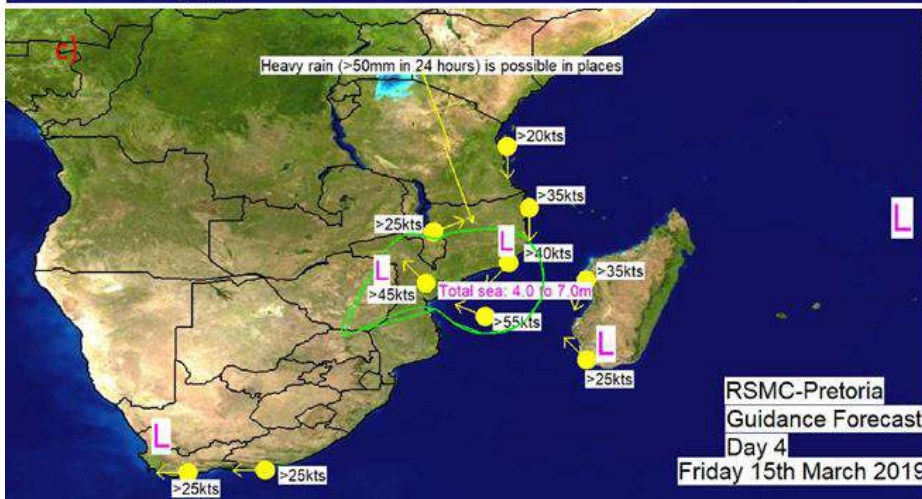 c)
Heavy rain (>50mm in 24 hours) is possible in places
>20kts
>35kts
L
>25kts
L
>40kts
L
>35kts
>45kts
Total sea: 4.0 to 7.0m
>55kts
L
>25kts
RSMC-Pretoria
Guidance Forecast
Day 4
Friday 15th March 2019
L
>25kts
>25kts